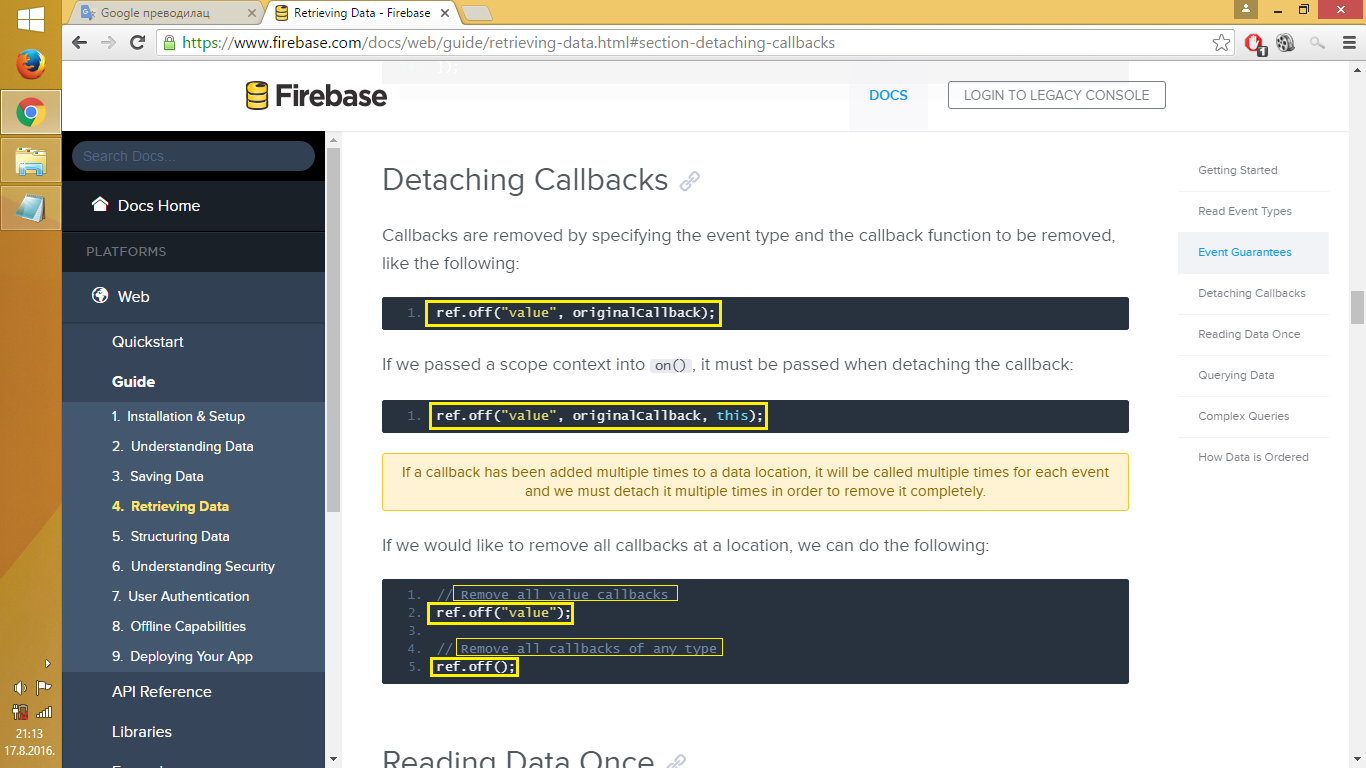 Google преводилац
Retrieving Data - Firebase
https://www.firebase.com/docs/web/guide/retrieving-data.html#section-detaching-callbacks
1
});
Firebase
DOCS
LOGIN TO LEGACY CONSOLE
Search Docs...
Docs Home
PLATFORMS
Web
Quickstart
Guide
1. Installation & Setup
2. Understanding Data
3. Saving Data
4. Retrieving Data
5. Structuring Data
6. Understanding Security
7. User Authentication
8. Offline Capabilities
9. Deploying Your App
API Reference
Libraries
Detaching Callbacks
Callbacks are removed by specifying the event type and the callback function to be removed,
like the following:
1. ref.off("value", originalCallback);
If we passed a scope context into on(), it must be passed when detaching the callback:
1. ref.off("value", originalCallback, this);
If a callback has been added multiple times to a data location, it will be called multiple times for each event
and we must detach it multiple times in order to remove it completely.
If we would like to remove all callbacks at a location, we can do the following:
1. // Remove all value callbacks
2. ref.off("value");
3.
4. // Remove all callbacks of any type
5. ref.off();
Reading Data Once
Getting Started
Read Event Types
Event Guarantees
Detaching Callbacks
Reading Data Once
Querying Data
Complex Queries
How Data is Ordered
21:13
17.8.2016.